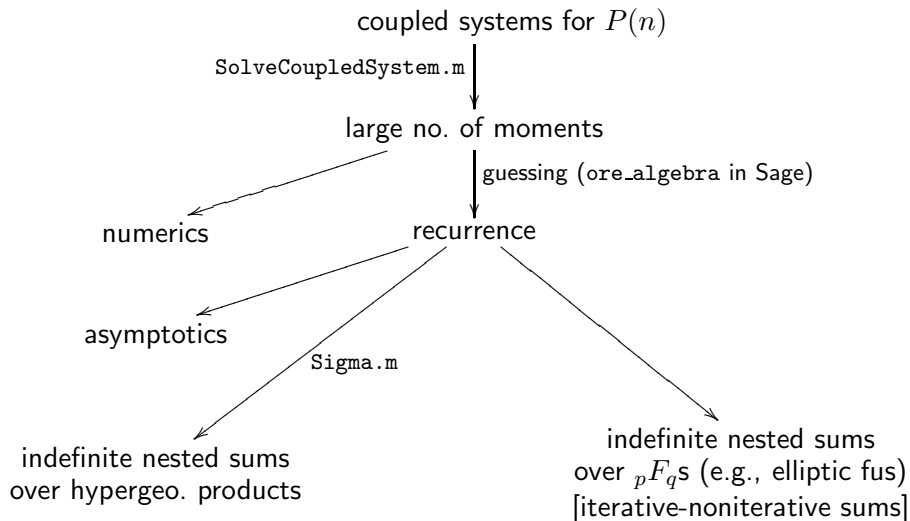 coupled systems for P(n)
SolveCoupledSystem.m
large no. of moments
guessing (ore_algebra in Sage)
numerics
recurrence
asymptotics
Sigma.m
indefinite nested sums
over hypergeo. products
indefinite nested sums
over pFqs (e.g., elliptic fus)
[iterative-noniterative sums]